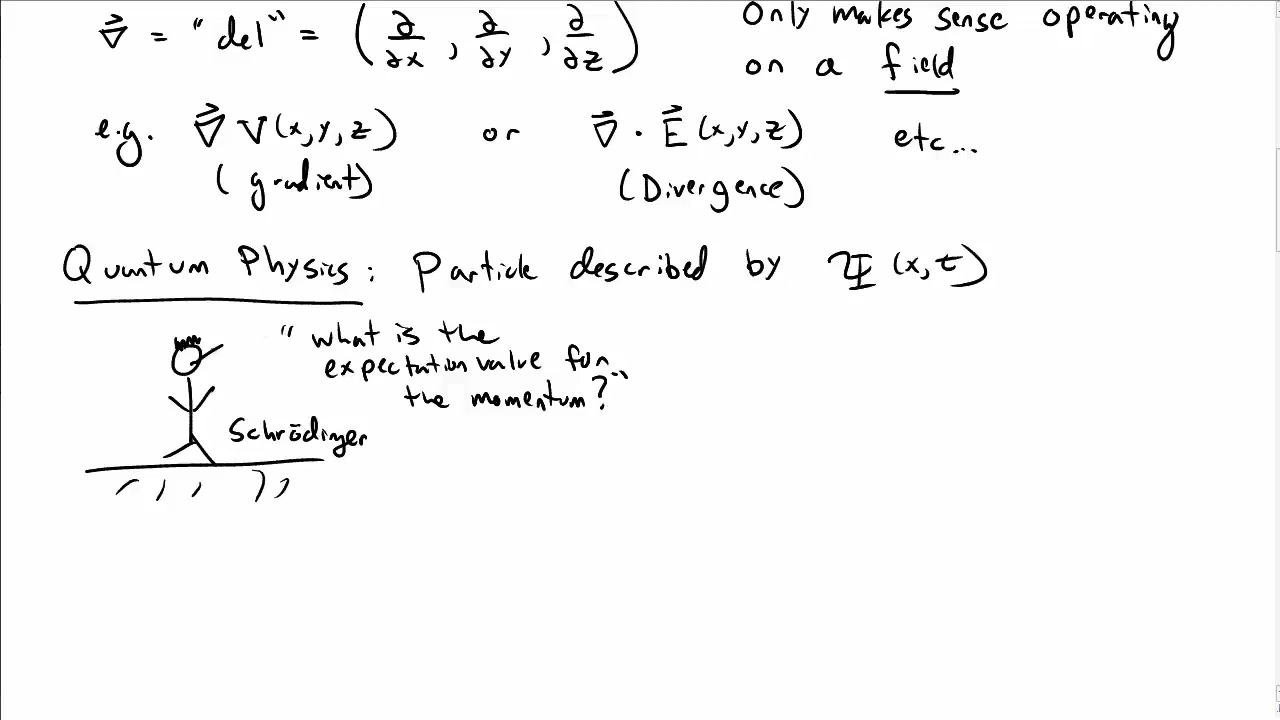 ∇⃗ = "del" = (∂/∂x, ∂/∂y, ∂/∂z) Only makes sense operating
on a field
e.g. ∇⃗ V(x,y,z) or ∇⃗ · E⃗ (x,y,z) etc...
(gradient) (Divergence)
Quantum Physics: Particle described by Ψ(x,t)
"what is the
expectation value for
the momentum?"
Schrödinger